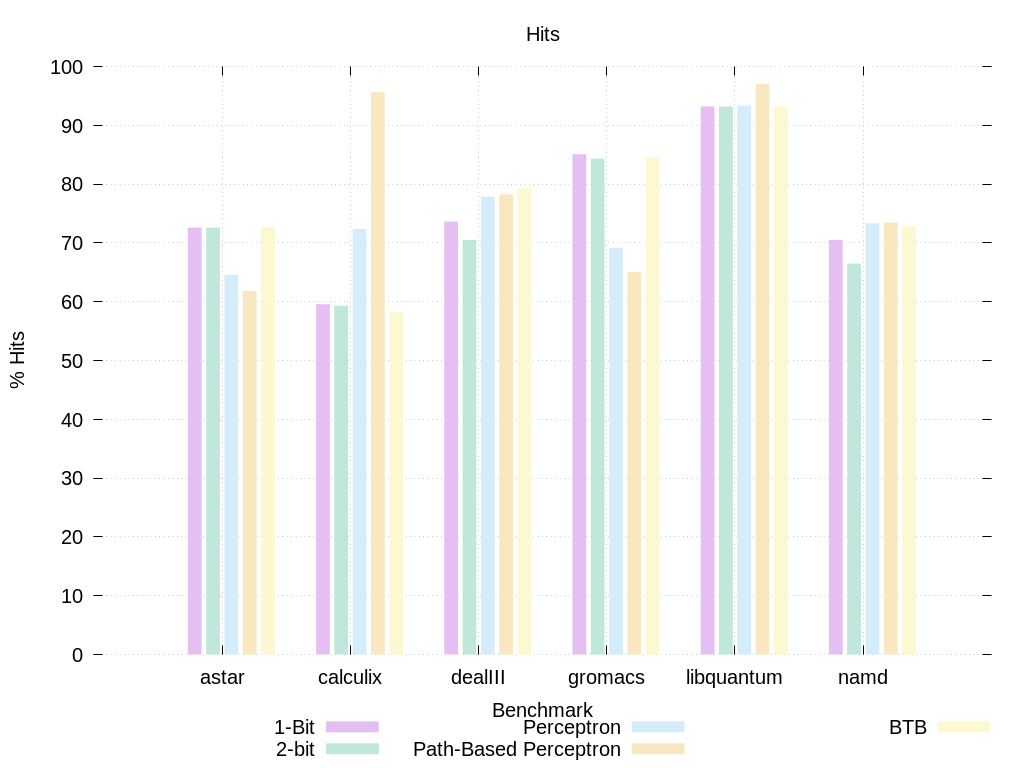 Hits
% Hits
100
90
80
70
60
50
40
30
20
10
0
astar calculix dealIII gromacs libquantum namd
Benchmark
1-Bit Perceptron BTB
2-bit Path-Based Perceptron